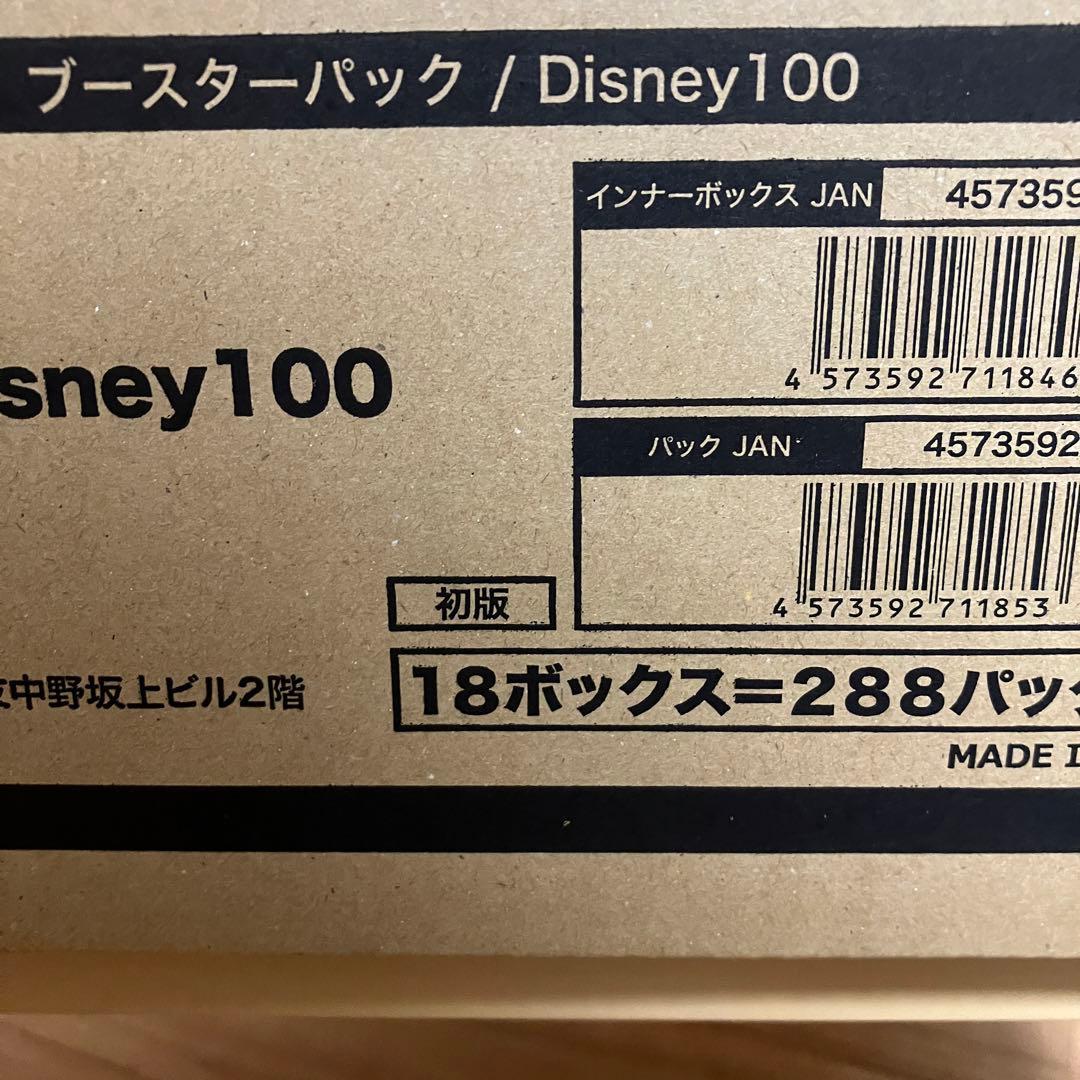 ブースターパック / Disney100
インナーボックス JAN 457359
4 573592 711846
sney100
パック JAN 4573592
4 573592 711853
初版
中野坂上ビル2階
18ボックス=288パック
MADE I